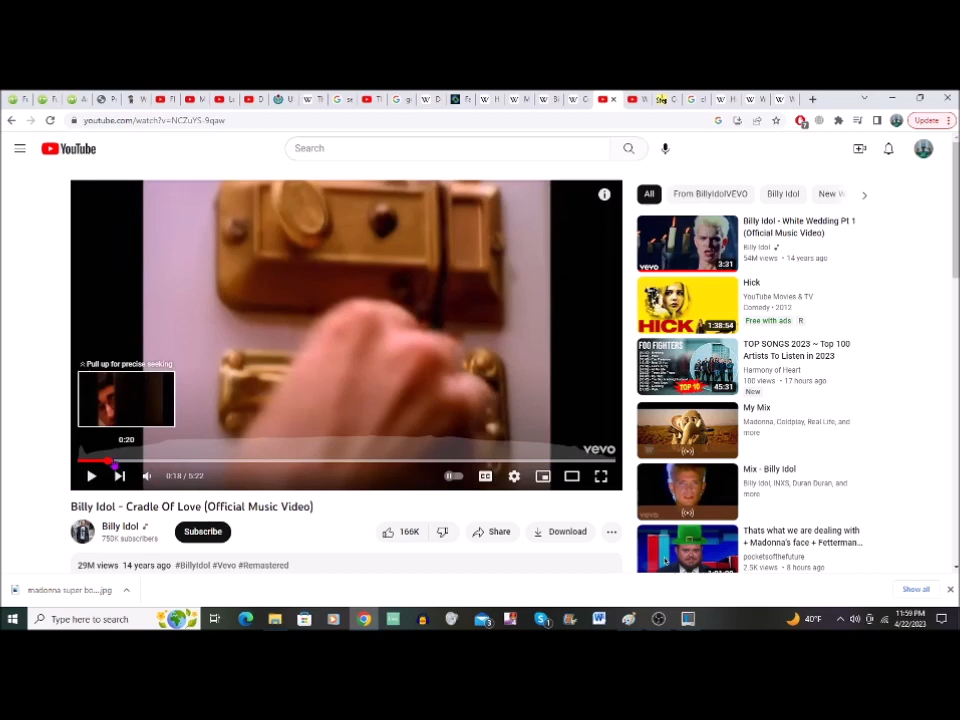 youtube.com/watch?v=NCZuYS-9qaw
Update
YouTube
Search
All
From BillyIdolVEVO
Billy Idol
New
Billy Idol - White Wedding Pt 1
(Official Music Video)
Billy Idol
54M views · 14 years ago
vevo
3:31
Hick
YouTube Movies & TV
Comedy · 2012
Free with ads R
HICK
1:38:54
TOP SONGS 2023 ~ Top 100
Artists To Listen in 2023
Harmony of Heart
100 views · 17 hours ago
New
FOO FIGHTERS
TOP 10
45:31
My Mix
Madonna, Coldplay, Real Life, and
more
Mix - Billy Idol
Billy Idol, INXS, Duran Duran, and
more
Thats what we are dealing with
+ Madonna's face + Fetterman...
pocketsofthefuture
2.5K views · 8 hours ago
Pull up for precise seeking
0:20
vevo
0:18 / 5:22
CC
Billy Idol - Cradle Of Love (Official Music Video)
Billy Idol
750K subscribers
Subscribe
166K
Share
Download
29M views 14 years ago #BillyIdol #Vevo #Remastered
madonna super bo....jpg
Show all
Type here to search
40°F
11:59 PM
4/22/2023